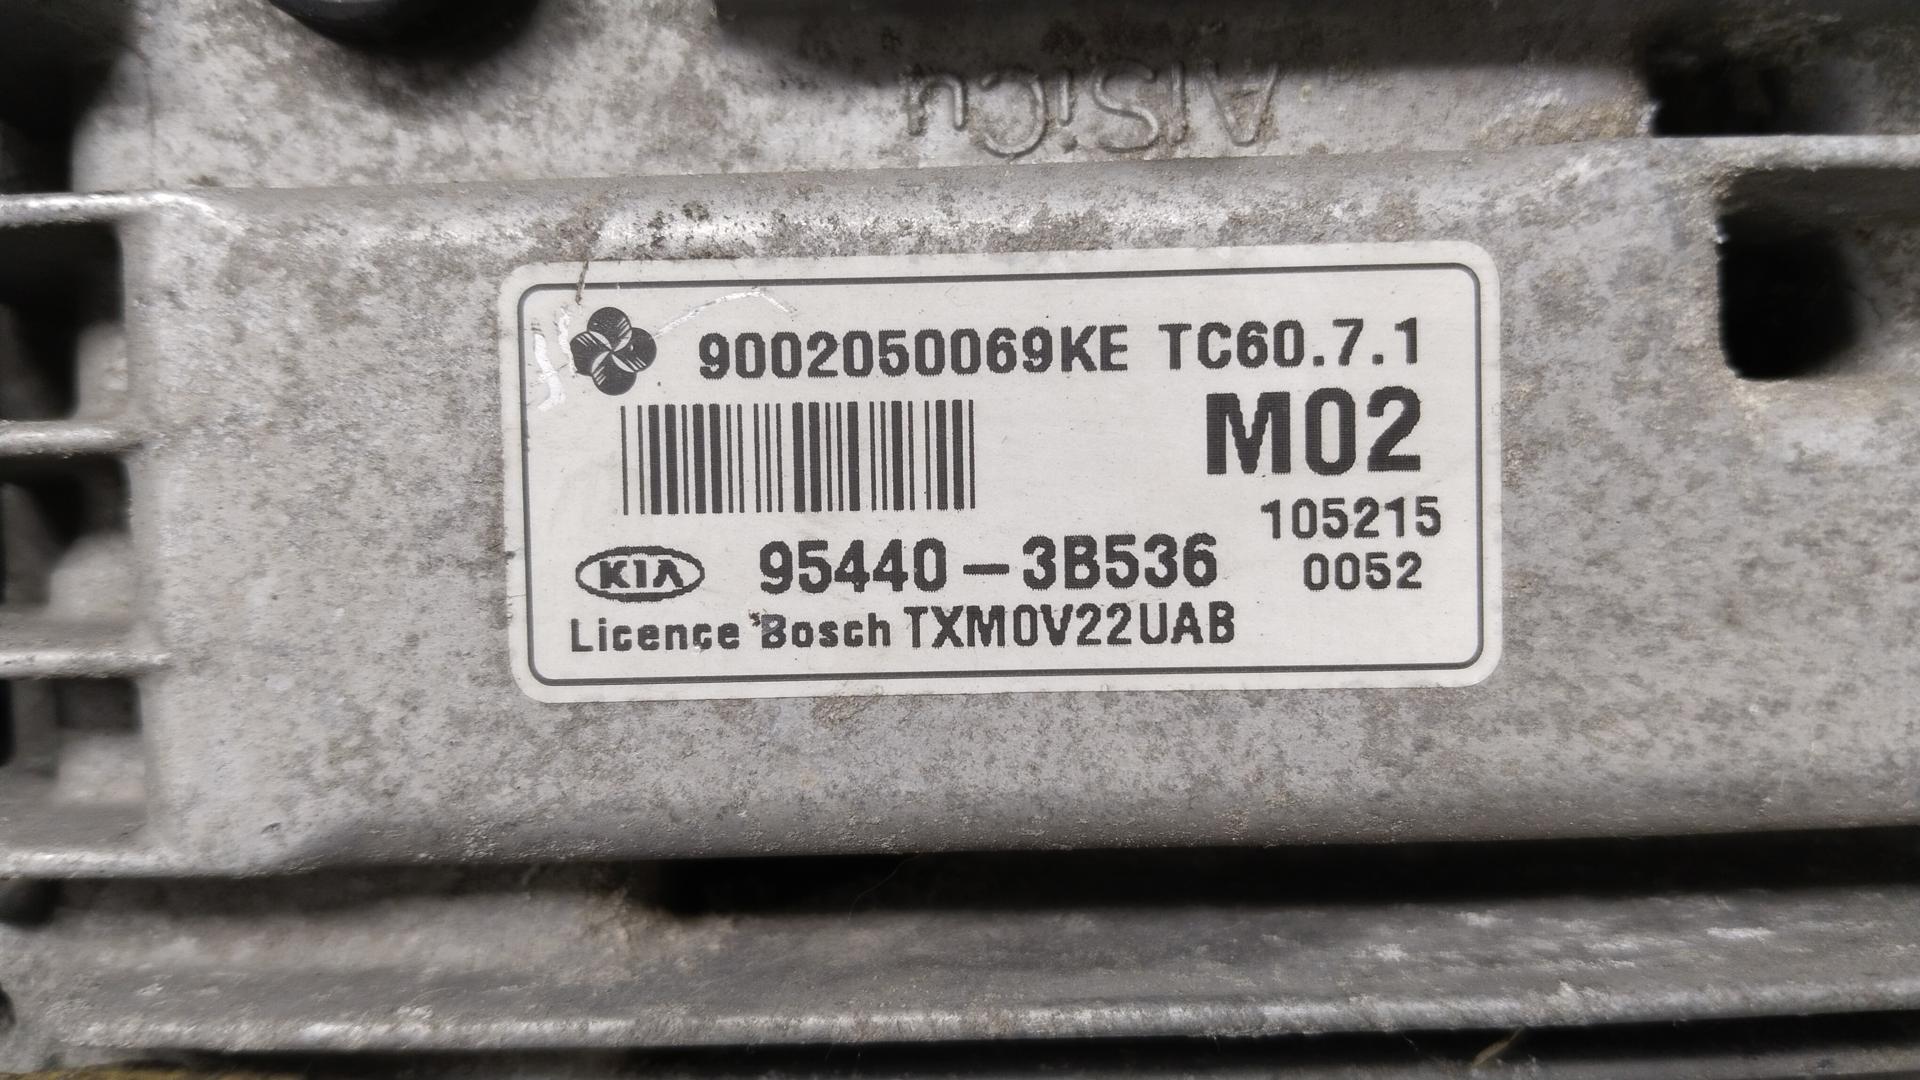 AlSiCu
9002050069KE TC60.7.1
M02
105215
KIA 95440-3B536 0052
Licence Bosch TXM0V22UAB